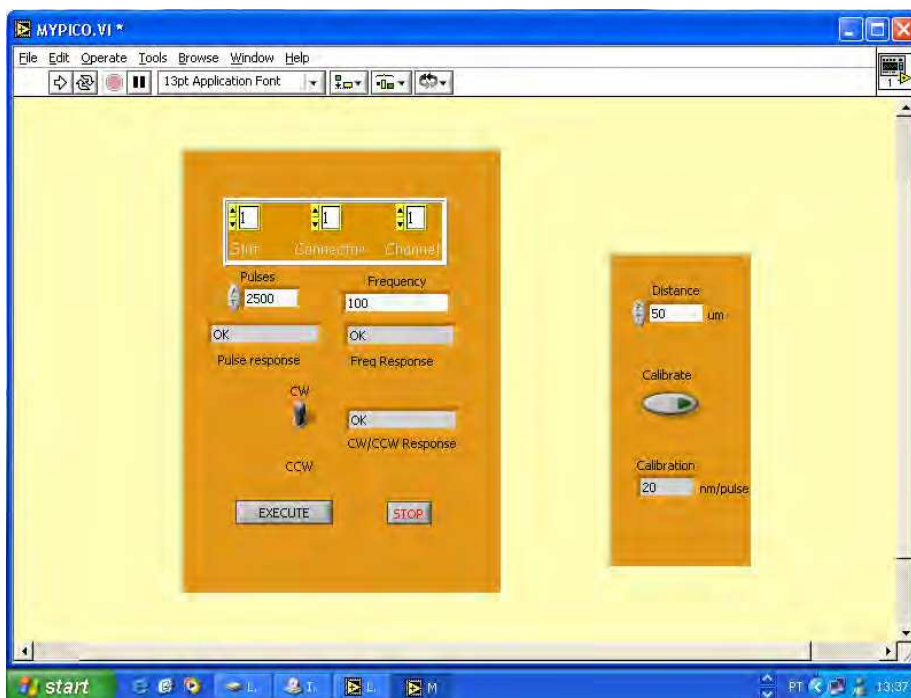 MYPICO.VI *
File Edit Operate Tools Browse Window Help
13pt Application Font
1
1 1 1
Slot Connector Channel
Pulses Frequency
2500 100
OK OK
Pulse response Freq Response
CW
OK
CW/CCW Response
CCW
EXECUTE STOP
Distance
50 um
Calibrate
Calibration
20 nm/pulse
start L. I. L. M PT 13:37